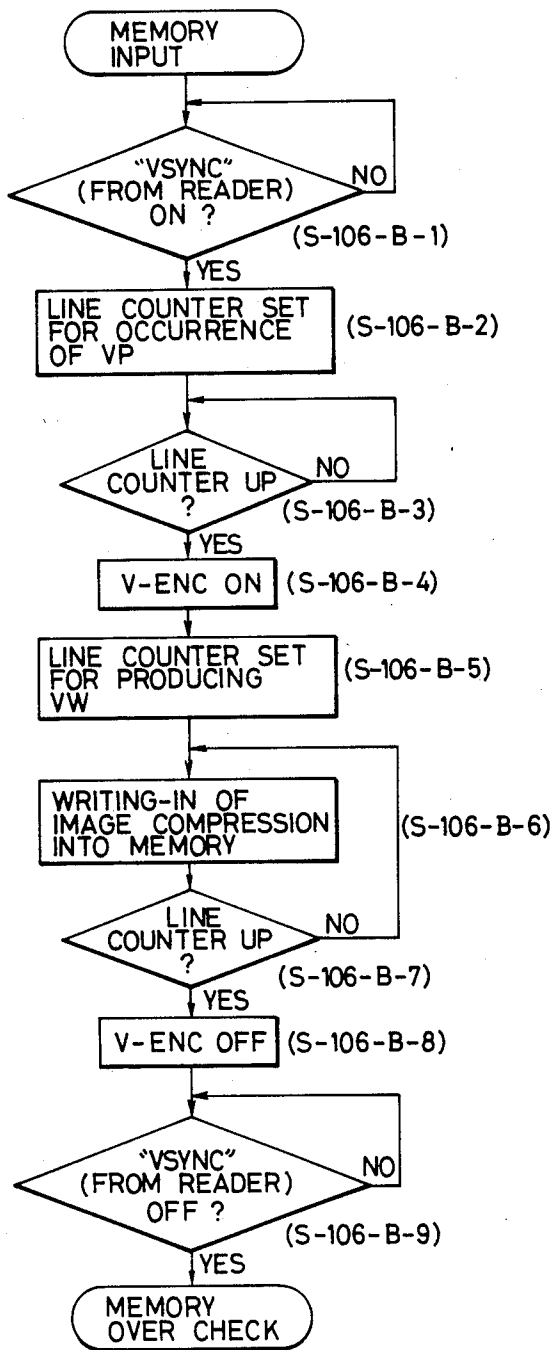 MEMORY
INPUT
"VSYNC"
(FROM READER)
ON ?
NO
(S-106-B-1)
YES
LINE COUNTER SET
FOR OCCURRENCE
OF VP
(S-106-B-2)
LINE
COUNTER UP
?
NO
(S-106-B-3)
YES
V-ENC ON
(S-106-B-4)
LINE COUNTER SET
FOR PRODUCING
VW
(S-106-B-5)
WRITING-IN OF
IMAGE COMPRESSION
INTO MEMORY
(S-106-B-6)
LINE
COUNTER UP
?
NO
(S-106-B-7)
YES
V-ENC OFF
(S-106-B-8)
"VSYNC"
(FROM READER)
OFF ?
NO
(S-106-B-9)
YES
MEMORY
OVER CHECK